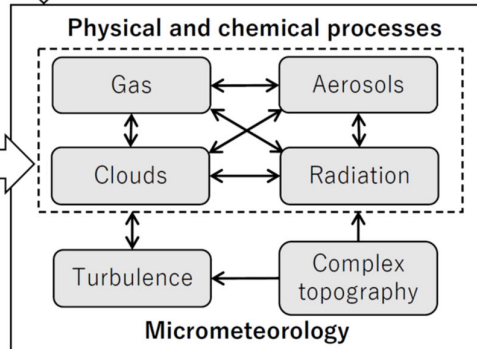 Physical and chemical processes
Gas
Aerosols
Clouds
Radiation
Turbulence
Complex
topography
Micrometeorology